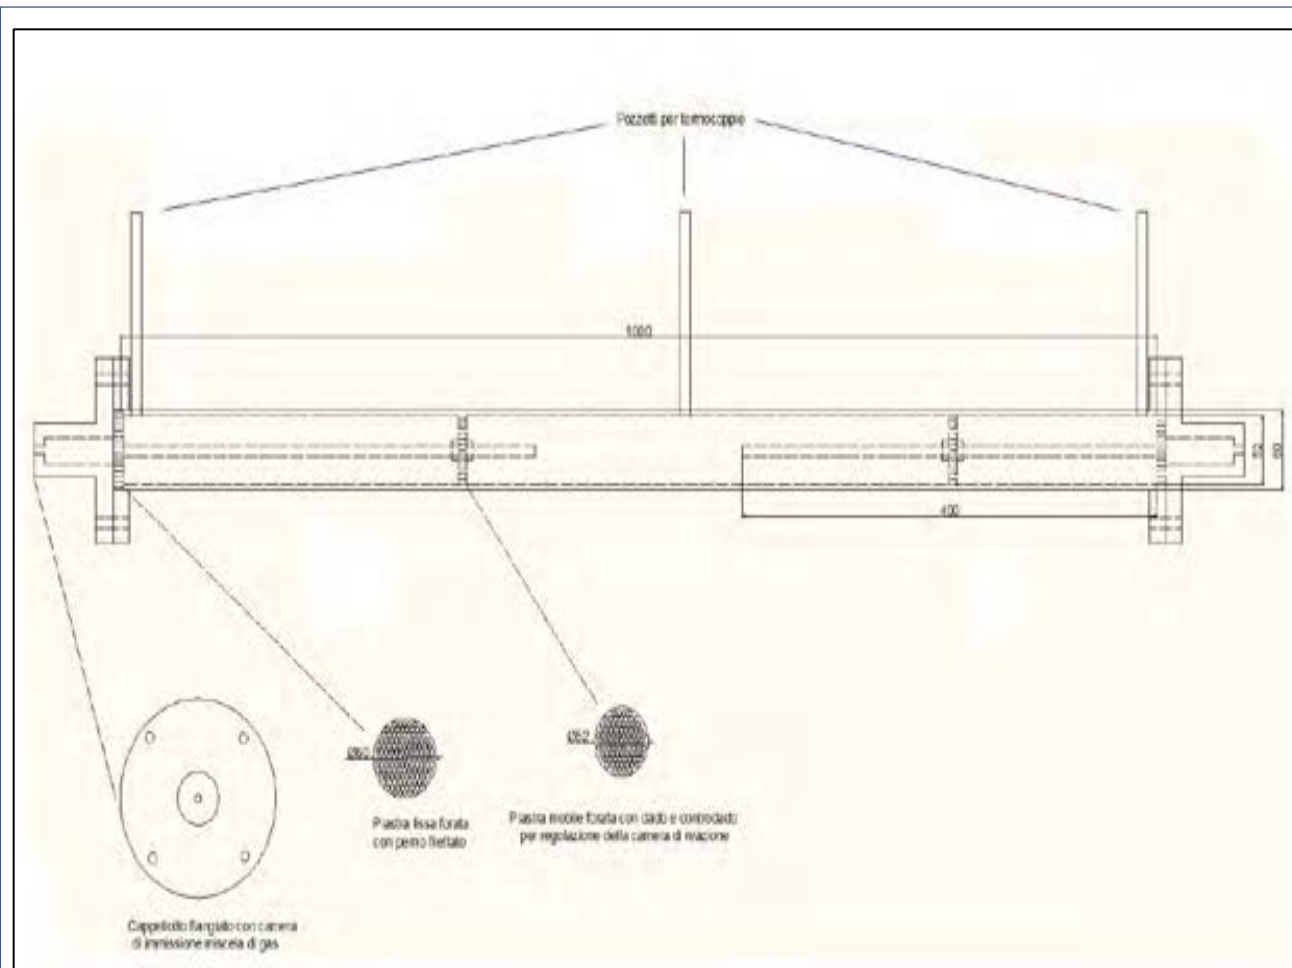 Pozzetti per termocoppie
1000
52
60
400
Ø60
Ø52
Piastra fissa forata
con perno filettato
Piastra mobile forata con dado e controdado
per regolazione della camera di reazione
Cappellotto flangiato con camera
di immissione miscela di gas